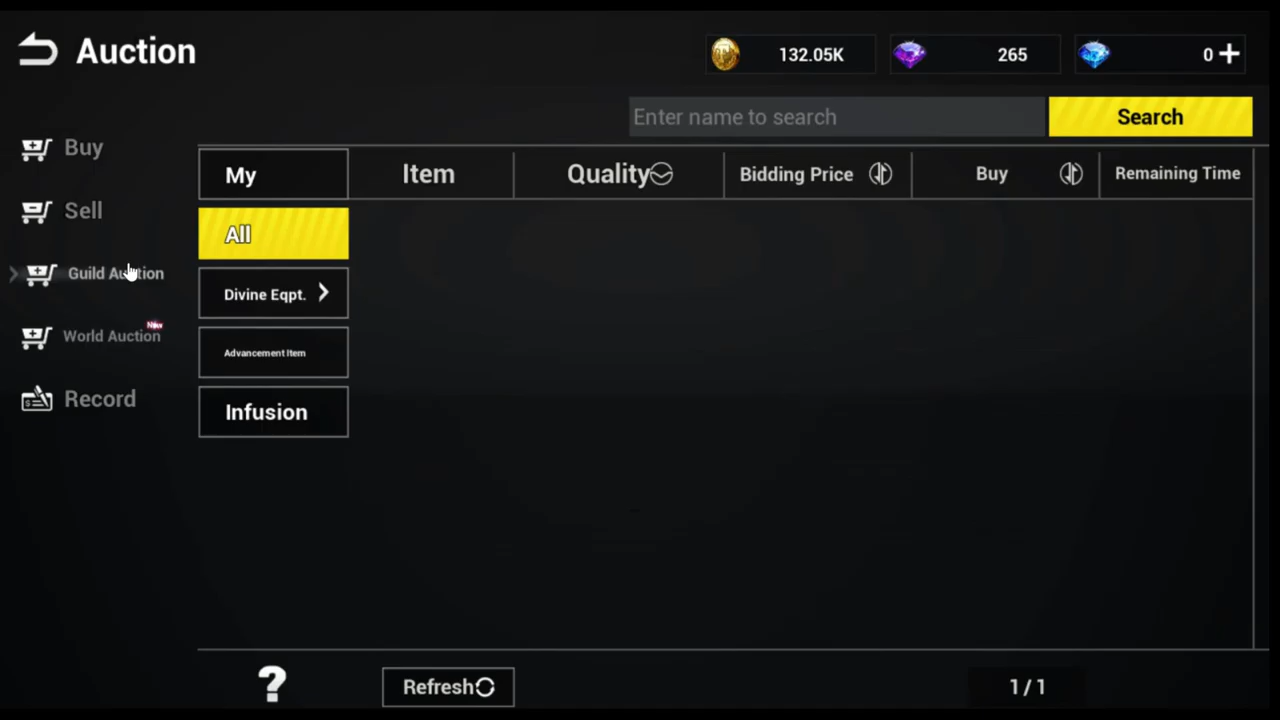 Auction
132.05K
265
0
Enter name to search
Search
Buy
Sell
Guild Auction
World Auction
New
Record
My
Item
Quality
Bidding Price
Buy
Remaining Time
All
Divine Eqpt.
Advancement Item
Infusion
?
Refresh
1 / 1